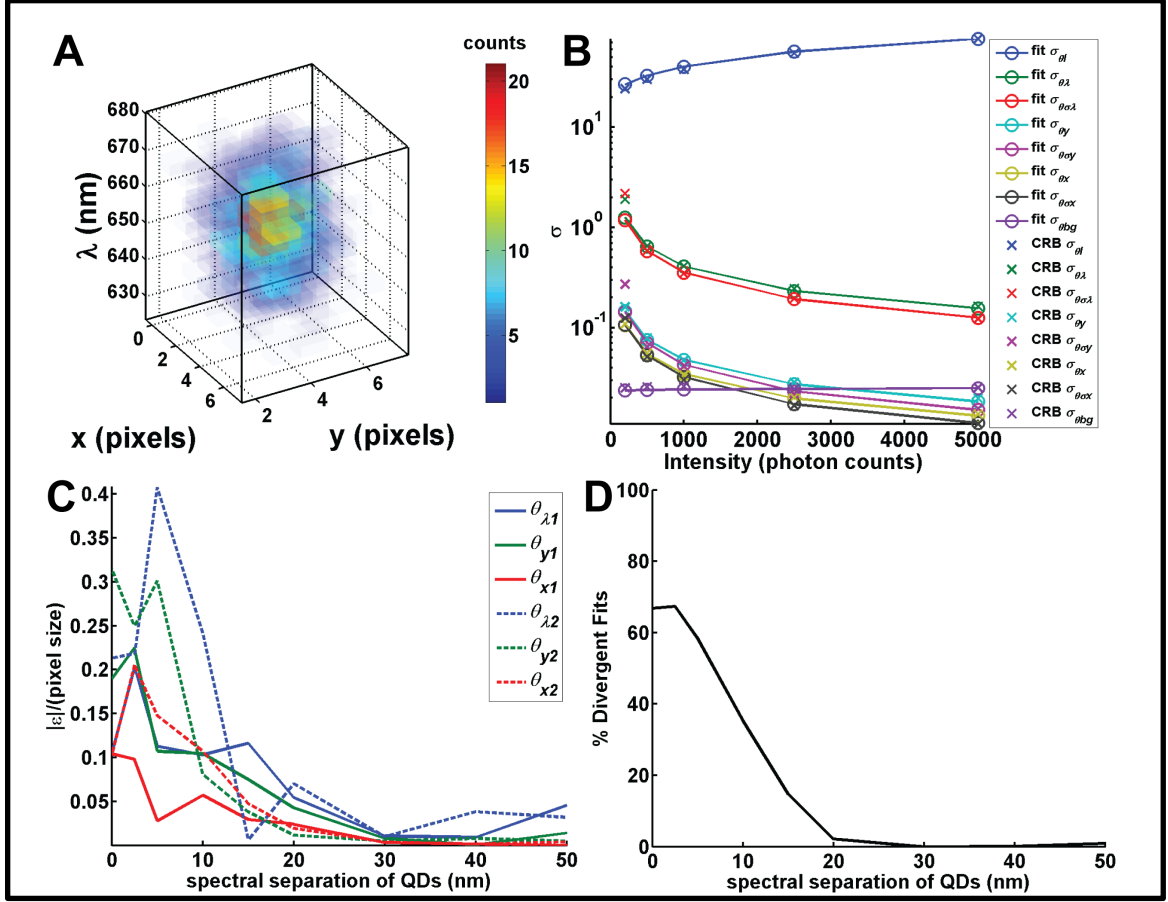 A
counts
20
15
10
5
680
670
660
650
640
630
λ (nm)
0
2
4
6
x (pixels)
2
4
6
y (pixels)
B
10¹
10⁰
10⁻¹
σ
0
1000
2000
3000
4000
5000
Intensity (photon counts)
fit σθI
fit σθλ
fit σθσλ
fit σθy
fit σθσy
fit σθx
fit σθσx
fit σθbg
CRB σθI
CRB σθλ
CRB σθσλ
CRB σθy
CRB σθσy
CRB σθx
CRB σθσx
CRB σθbg
C
0.4
0.35
0.3
0.25
0.2
0.15
0.1
0.05
|ε|/(pixel size)
0
10
20
30
40
50
spectral separation of QDs (nm)
θλ1
θy1
θx1
θλ2
θy2
θx2
D
100
80
60
40
20
0
% Divergent Fits
0
10
20
30
40
50
spectral separation of QDs (nm)